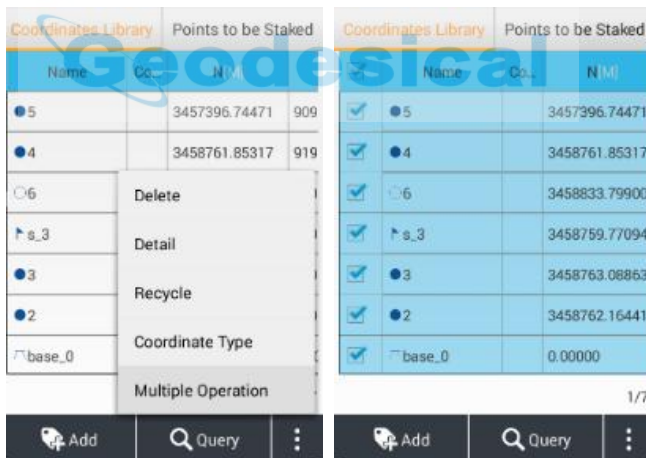 Geodesical
Coordinates Library Points to be Staked
Name Co... N(M)
5 3457396.74471 909
4 3458761.85317 919
6
s_3
3
2
base_0
Delete
Detail
Recycle
Coordinate Type
Multiple Operation
Add Query
Coordinates Library Points to be Staked
Name Co... N(M)
5 3457396.74471
4 3458761.85317
6 3458833.79900
s_3 3458759.77094
3 3458763.08863
2 3458762.16441
base_0 0.00000
1/7
Add Query